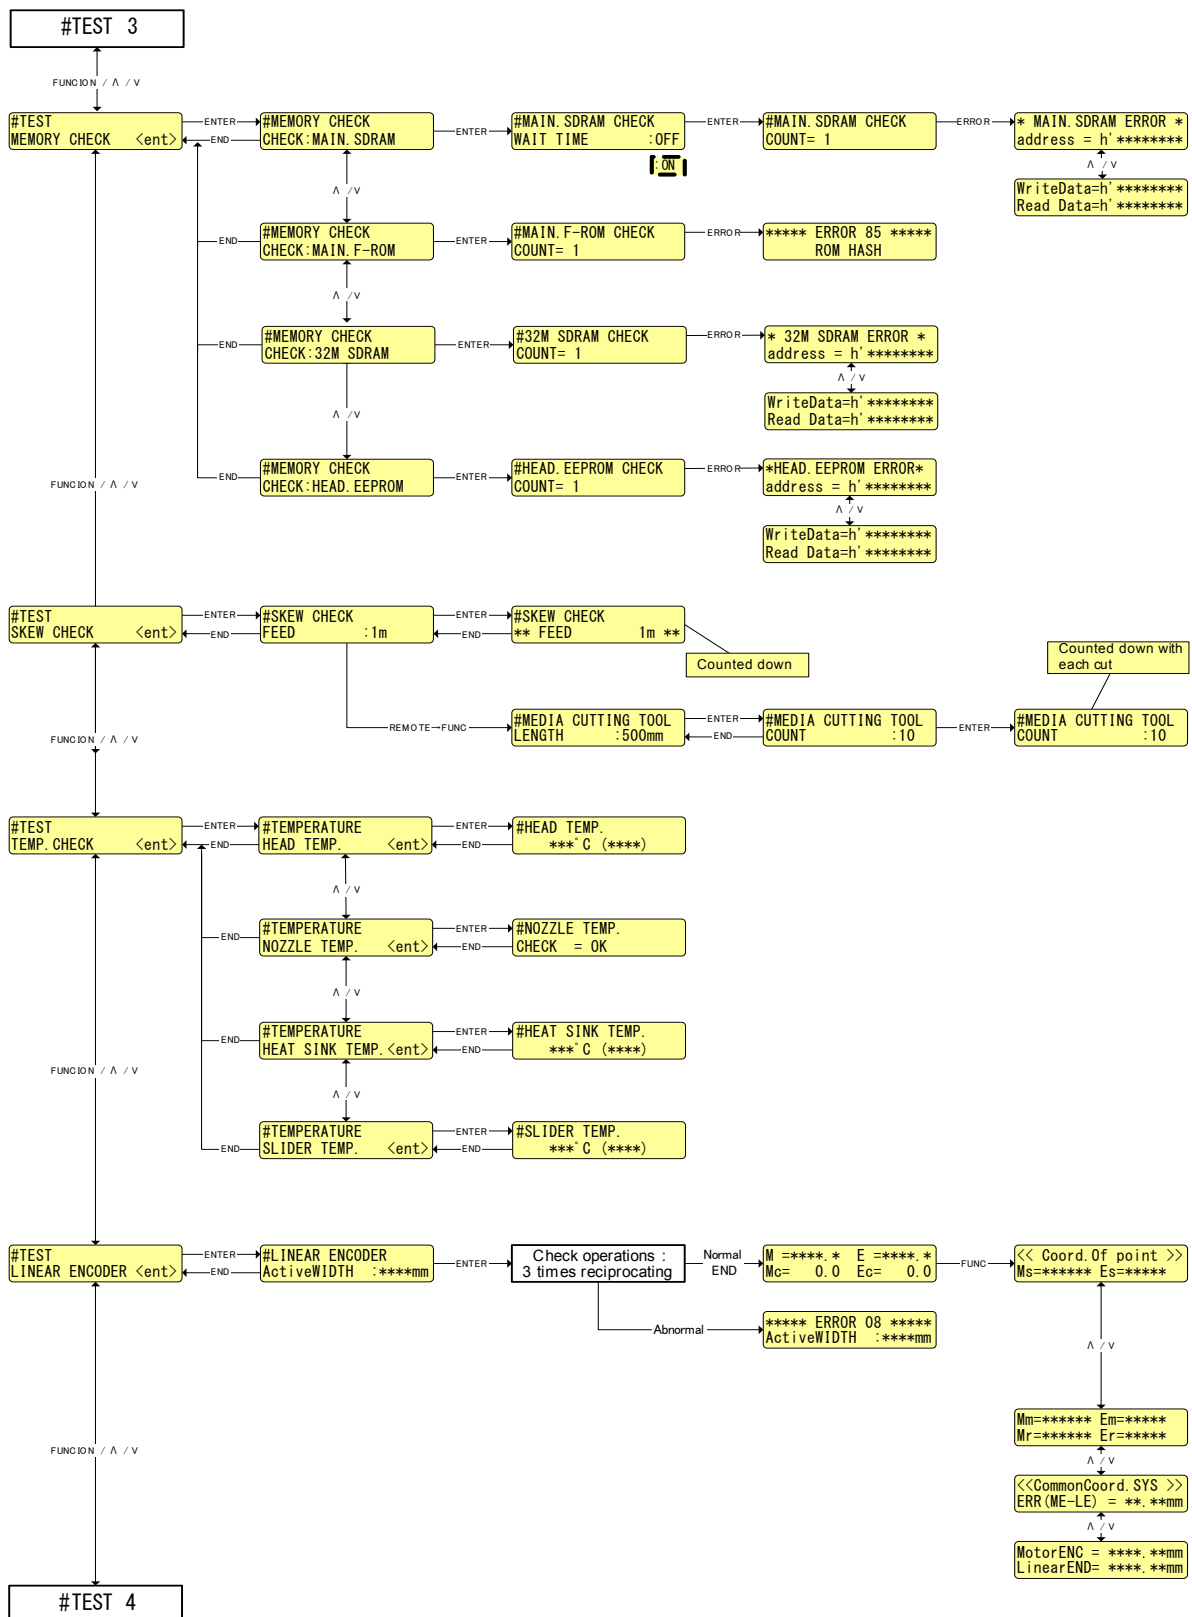 #TEST 3
FUNCION / Λ / V
#TEST
MEMORY CHECK <ent>
ENTER
END
#MEMORY CHECK
CHECK:MAIN.SDRAM
ENTER
#MAIN.SDRAM CHECK
WAIT TIME :OFF
:ON
ENTER
#MAIN.SDRAM CHECK
COUNT= 1
ERROR
* MAIN.SDRAM ERROR *
address = h'********
Λ / V
WriteData=h'********
Read Data=h'********
Λ / V
END
#MEMORY CHECK
CHECK:MAIN.F-ROM
ENTER
#MAIN.F-ROM CHECK
COUNT= 1
ERROR
***** ERROR 85 *****
ROM HASH
Λ / V
END
#MEMORY CHECK
CHECK:32M SDRAM
ENTER
#32M SDRAM CHECK
COUNT= 1
ERROR
* 32M SDRAM ERROR *
address = h'********
Λ / V
WriteData=h'********
Read Data=h'********
Λ / V
END
#MEMORY CHECK
CHECK:HEAD.EEPROM
ENTER
#HEAD.EEPROM CHECK
COUNT= 1
ERROR
*HEAD.EEPROM ERROR*
address = h'********
Λ / V
WriteData=h'********
Read Data=h'********
FUNCION / Λ / V
#TEST
SKEW CHECK <ent>
ENTER
END
#SKEW CHECK
FEED :1m
ENTER
END
#SKEW CHECK
** FEED 1m **
Counted down
Counted down with
each cut
REMOTE→FUNC
#MEDIA CUTTING TOOL
LENGTH :500mm
ENTER
END
#MEDIA CUTTING TOOL
COUNT :10
ENTER
#MEDIA CUTTING TOOL
COUNT :10
FUNCION / Λ / V
#TEST
TEMP.CHECK <ent>
ENTER
END
#TEMPERATURE
HEAD TEMP. <ent>
ENTER
END
#HEAD TEMP.
***°C (****)
Λ / V
END
#TEMPERATURE
NOZZLE TEMP. <ent>
ENTER
END
#NOZZLE TEMP.
CHECK = OK
Λ / V
END
#TEMPERATURE
HEAT SINK TEMP.<ent>
ENTER
END
#HEAT SINK TEMP.
***°C (****)
FUNCION / Λ / V
Λ / V
END
#TEMPERATURE
SLIDER TEMP. <ent>
ENTER
END
#SLIDER TEMP.
***°C (****)
#TEST
LINEAR ENCODER <ent>
ENTER
END
#LINEAR ENCODER
ActiveWIDTH :****mm
ENTER
Check operations :
3 times reciprocating
Normal
END
M =****.* E =****.*
Mc= 0.0 Ec= 0.0
FUNC
<< Coord.Of point >>
Ms=****** Es=*****
Abnormal
***** ERROR 08 *****
ActiveWIDTH :****mm
Λ / V
Mm=****** Em=*****
Mr=****** Er=*****
FUNCION / Λ / V
Λ / V
<<CommonCoord.SYS >>
ERR(ME-LE) = **.**mm
Λ / V
MotorENC = ****.**mm
LinearEND= ****.**mm
#TEST 4